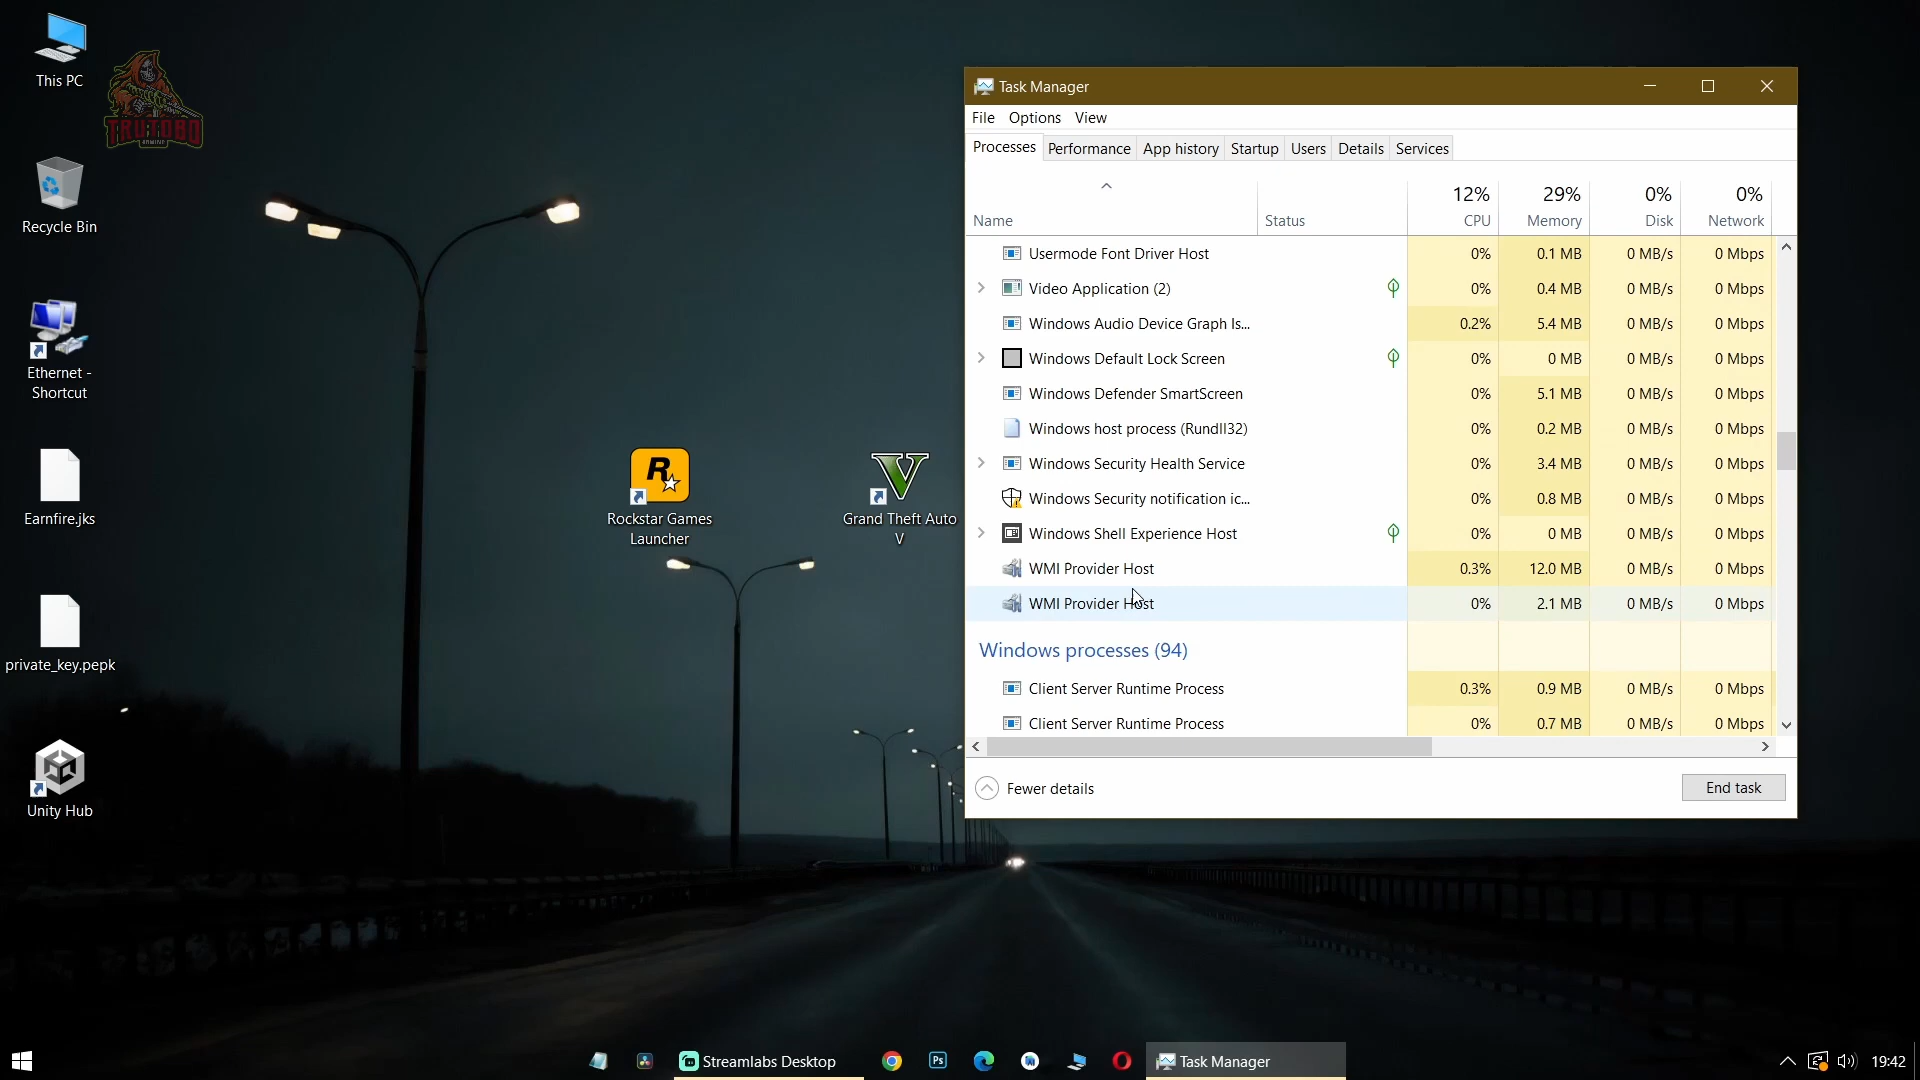 This PC
TRUTOBO
GAMING
Recycle Bin
Ethernet -
Shortcut
Earnfire.jks
private_key.pepk
Unity Hub
Rockstar Games
Launcher
Grand Theft Auto
V
Task Manager
File Options View
Processes Performance App history Startup Users Details Services
12% 29% 0% 0%
Name Status CPU Memory Disk Network
Usermode Font Driver Host 0% 0.1 MB 0 MB/s 0 Mbps
Video Application (2) 0% 0.4 MB 0 MB/s 0 Mbps
Windows Audio Device Graph Is... 0.2% 5.4 MB 0 MB/s 0 Mbps
Windows Default Lock Screen 0% 0 MB 0 MB/s 0 Mbps
Windows Defender SmartScreen 0% 5.1 MB 0 MB/s 0 Mbps
Windows host process (Rundll32) 0% 0.2 MB 0 MB/s 0 Mbps
Windows Security Health Service 0% 3.4 MB 0 MB/s 0 Mbps
Windows Security notification ic... 0% 0.8 MB 0 MB/s 0 Mbps
Windows Shell Experience Host 0% 0 MB 0 MB/s 0 Mbps
WMI Provider Host 0.3% 12.0 MB 0 MB/s 0 Mbps
WMI Provider Host 0% 2.1 MB 0 MB/s 0 Mbps
Windows processes (94)
Client Server Runtime Process 0.3% 0.9 MB 0 MB/s 0 Mbps
Client Server Runtime Process 0% 0.7 MB 0 MB/s 0 Mbps
Fewer details
End task
Streamlabs Desktop
Ps
Task Manager
19:42